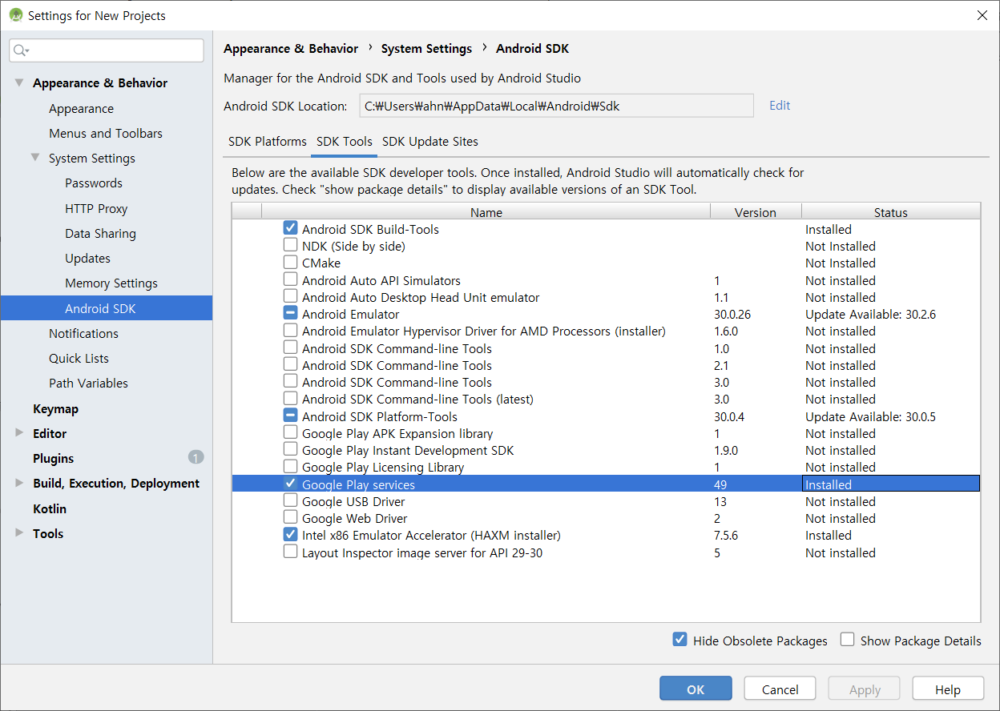 Settings for New Projects
Appearance & Behavior
Appearance
Menus and Toolbars
System Settings
Passwords
HTTP Proxy
Data Sharing
Updates
Memory Settings
Android SDK
Notifications
Quick Lists
Path Variables
Keymap
Editor
Plugins 1
Build, Execution, Deployment
Kotlin
Tools
Appearance & Behavior › System Settings › Android SDK
Manager for the Android SDK and Tools used by Android Studio
Android SDK Location: C:₩Users₩ahn₩AppData₩Local₩Android₩Sdk Edit
SDK Platforms SDK Tools SDK Update Sites
Below are the available SDK developer tools. Once installed, Android Studio will automatically check for
updates. Check "show package details" to display available versions of an SDK Tool.
Name Version Status
Android SDK Build-Tools Installed
NDK (Side by side) Not Installed
CMake Not Installed
Android Auto API Simulators 1 Not installed
Android Auto Desktop Head Unit emulator 1.1 Not installed
Android Emulator 30.0.26 Update Available: 30.2.6
Android Emulator Hypervisor Driver for AMD Processors (installer) 1.6.0 Not installed
Android SDK Command-line Tools 1.0 Not installed
Android SDK Command-line Tools 2.1 Not installed
Android SDK Command-line Tools 3.0 Not installed
Android SDK Command-line Tools (latest) 3.0 Not installed
Android SDK Platform-Tools 30.0.4 Update Available: 30.0.5
Google Play APK Expansion library 1 Not installed
Google Play Instant Development SDK 1.9.0 Not installed
Google Play Licensing Library 1 Not installed
Google Play services 49 Installed
Google USB Driver 13 Not installed
Google Web Driver 2 Not installed
Intel x86 Emulator Accelerator (HAXM installer) 7.5.6 Installed
Layout Inspector image server for API 29-30 5 Not installed
Hide Obsolete Packages Show Package Details
OK Cancel Apply Help